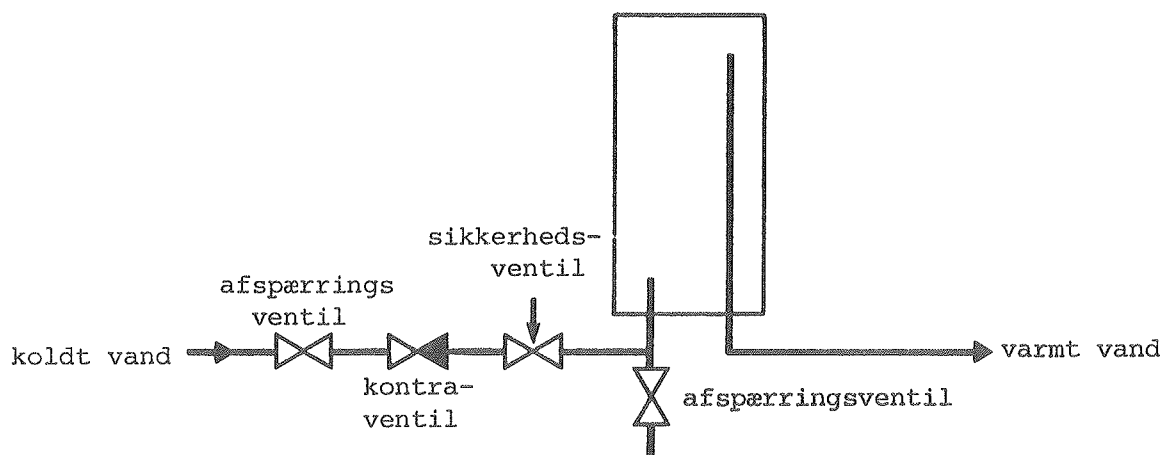 sikkerheds-
ventil
afspærrings
ventil
koldt vand
kontra-
ventil
afspærringsventil
varmt vand